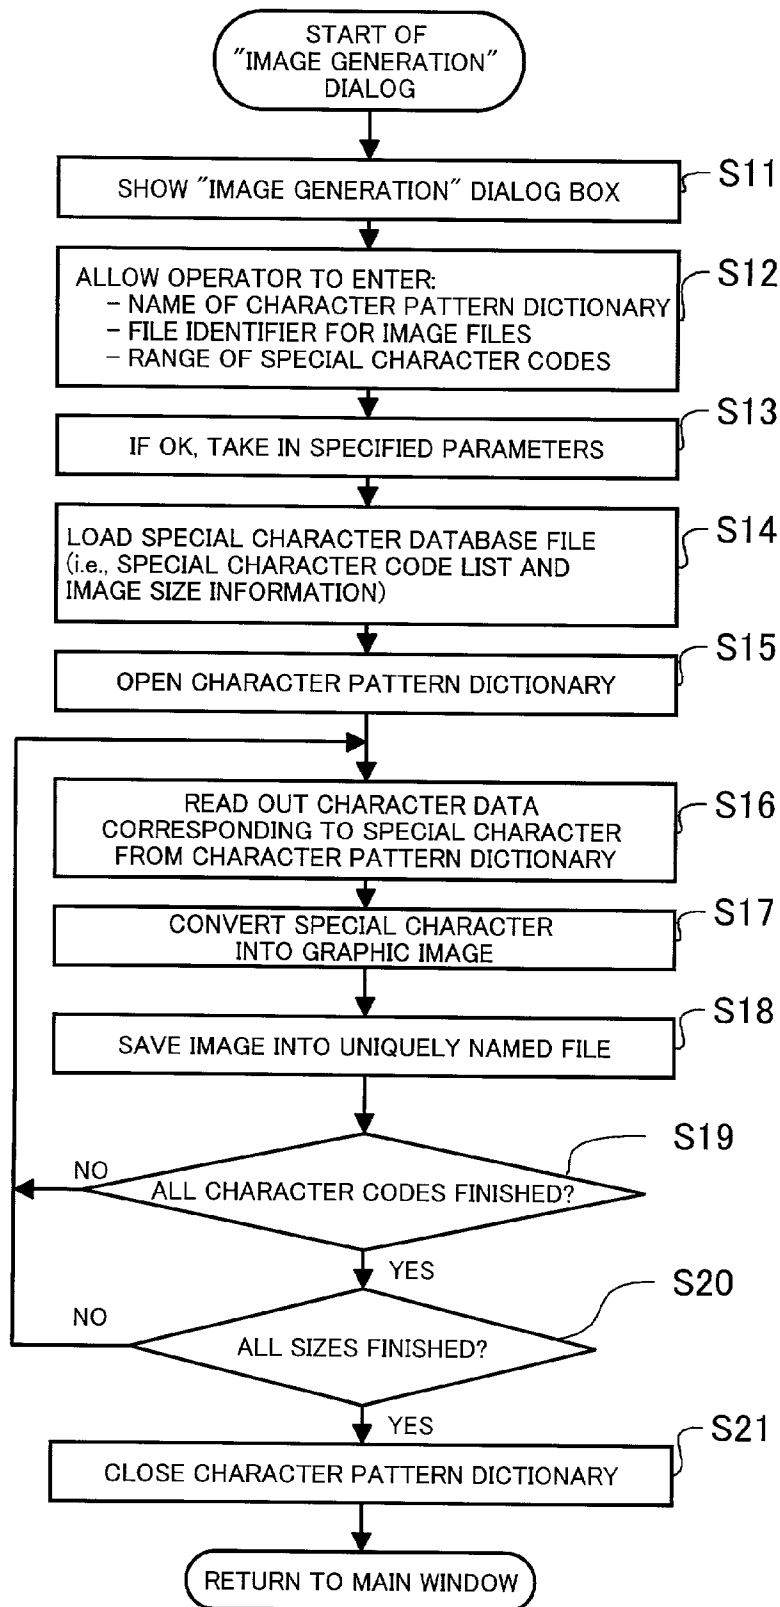 START OF
"IMAGE GENERATION"
DIALOG
SHOW "IMAGE GENERATION" DIALOG BOX
S11
ALLOW OPERATOR TO ENTER:
– NAME OF CHARACTER PATTERN DICTIONARY
– FILE IDENTIFIER FOR IMAGE FILES
– RANGE OF SPECIAL CHARACTER CODES
S12
IF OK, TAKE IN SPECIFIED PARAMETERS
S13
LOAD SPECIAL CHARACTER DATABASE FILE
(i.e., SPECIAL CHARACTER CODE LIST AND
IMAGE SIZE INFORMATION)
S14
OPEN CHARACTER PATTERN DICTIONARY
S15
READ OUT CHARACTER DATA
CORRESPONDING TO SPECIAL CHARACTER
FROM CHARACTER PATTERN DICTIONARY
S16
CONVERT SPECIAL CHARACTER
INTO GRAPHIC IMAGE
S17
SAVE IMAGE INTO UNIQUELY NAMED FILE
S18
ALL CHARACTER CODES FINISHED?
S19
NO
YES
ALL SIZES FINISHED?
S20
NO
YES
CLOSE CHARACTER PATTERN DICTIONARY
S21
RETURN TO MAIN WINDOW